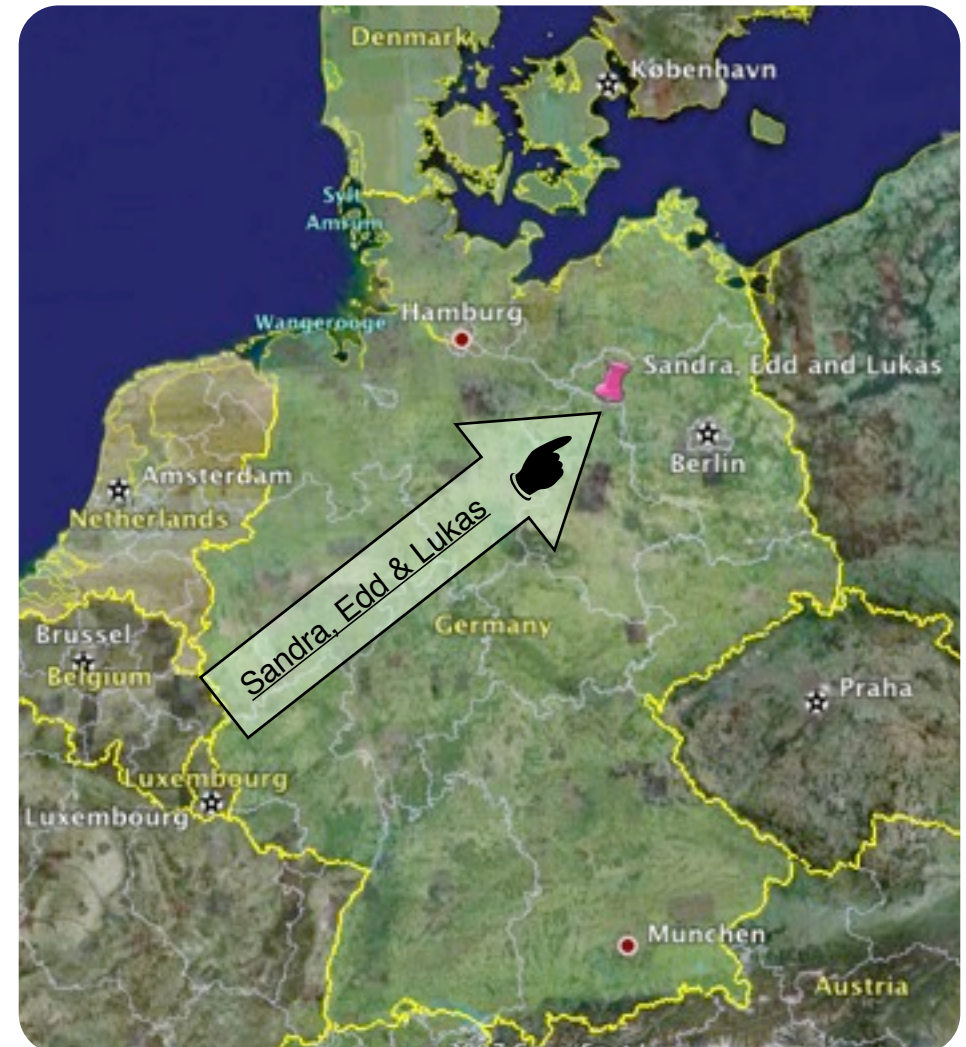 Denmark
København
Sylt
Amrum
Hamburg
Wangerooge
Sandra, Edd and Lukas
Berlin
Amsterdam
Netherlands
Sandra, Edd & Lukas
Germany
Brussel
Belgium
Praha
Luxembourg
Luxembourg
Munchen
Austria